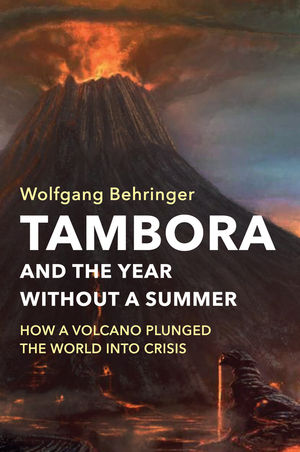 Wolfgang Behringer
TAMBORA
AND THE YEAR
WITHOUT A SUMMER
HOW A VOLCANO PLUNGED
THE WORLD INTO CRISIS